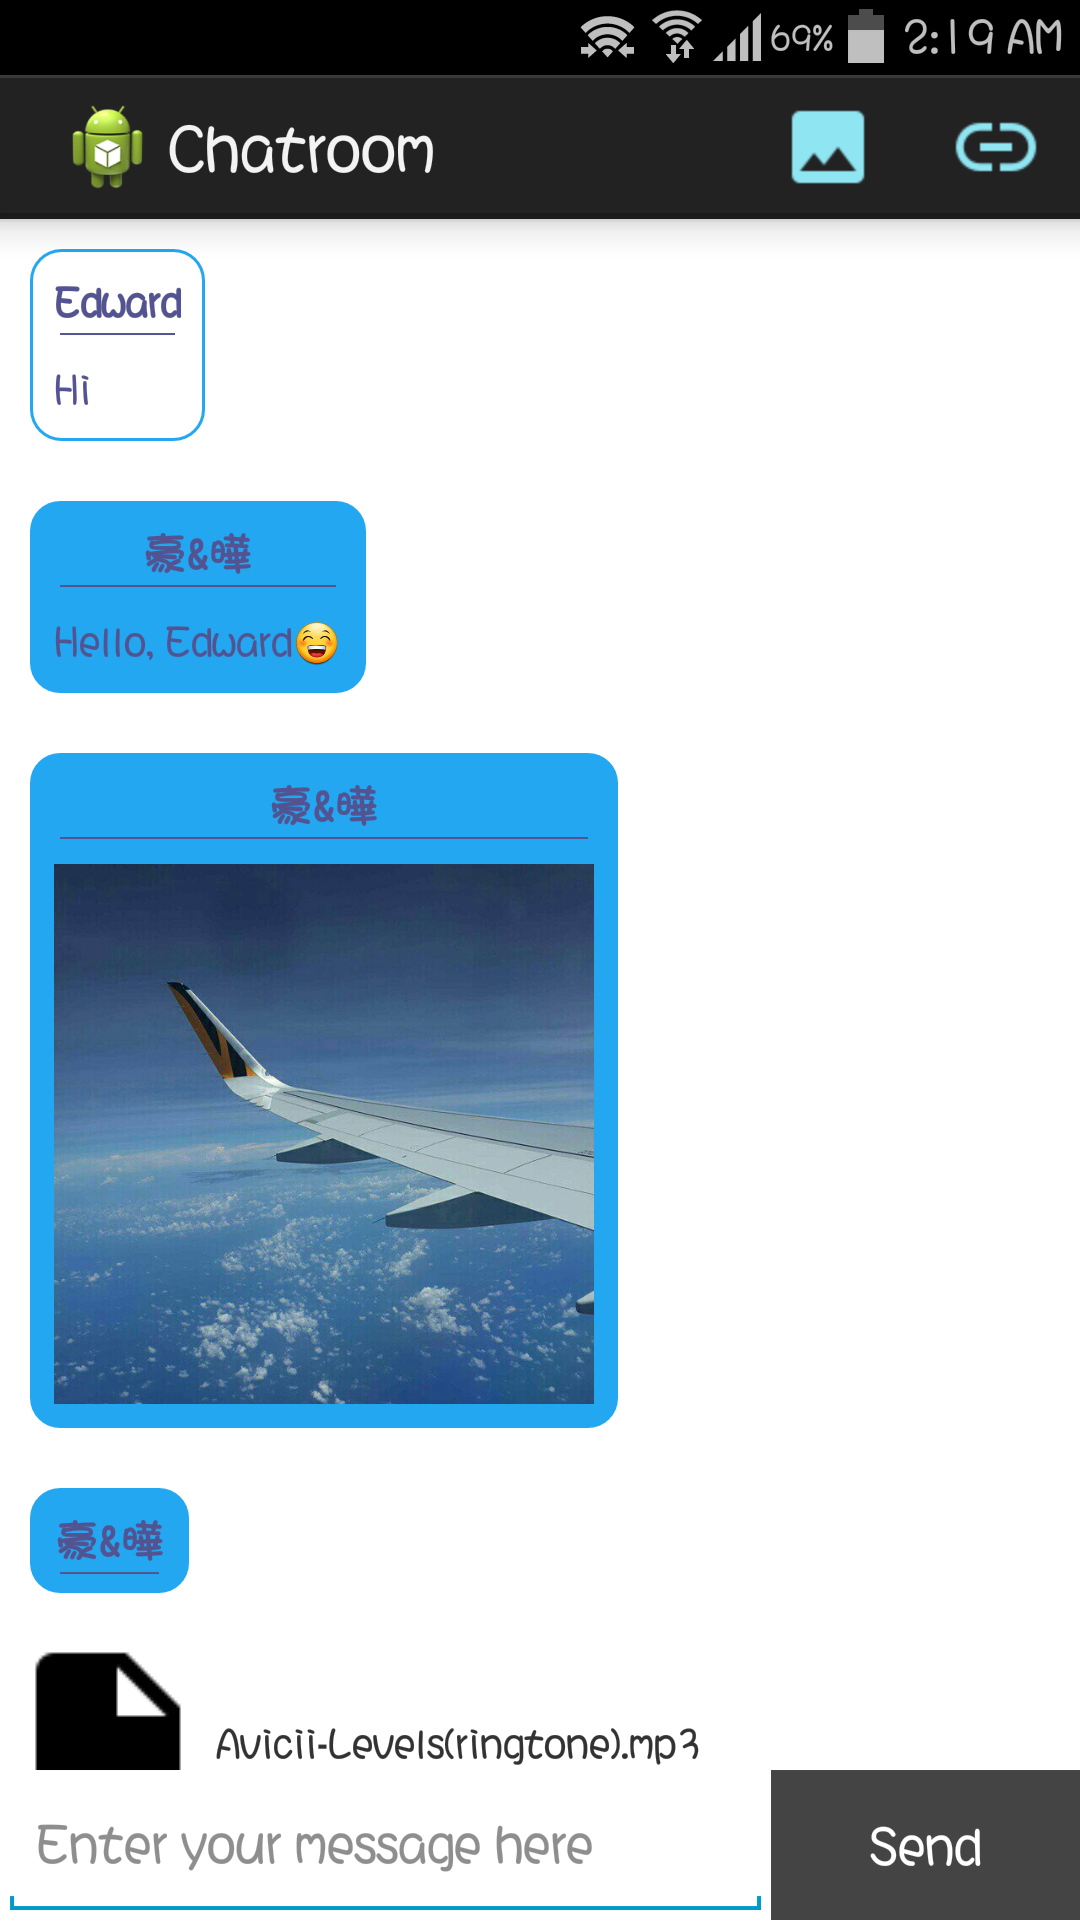 69% 2:19 AM
Chatroom
Edward
Hi
豪&曄
Hello, Edward😁
豪&曄
豪&曄
Avicii-Levels(ringtone).mp3
Enter your message here
Send